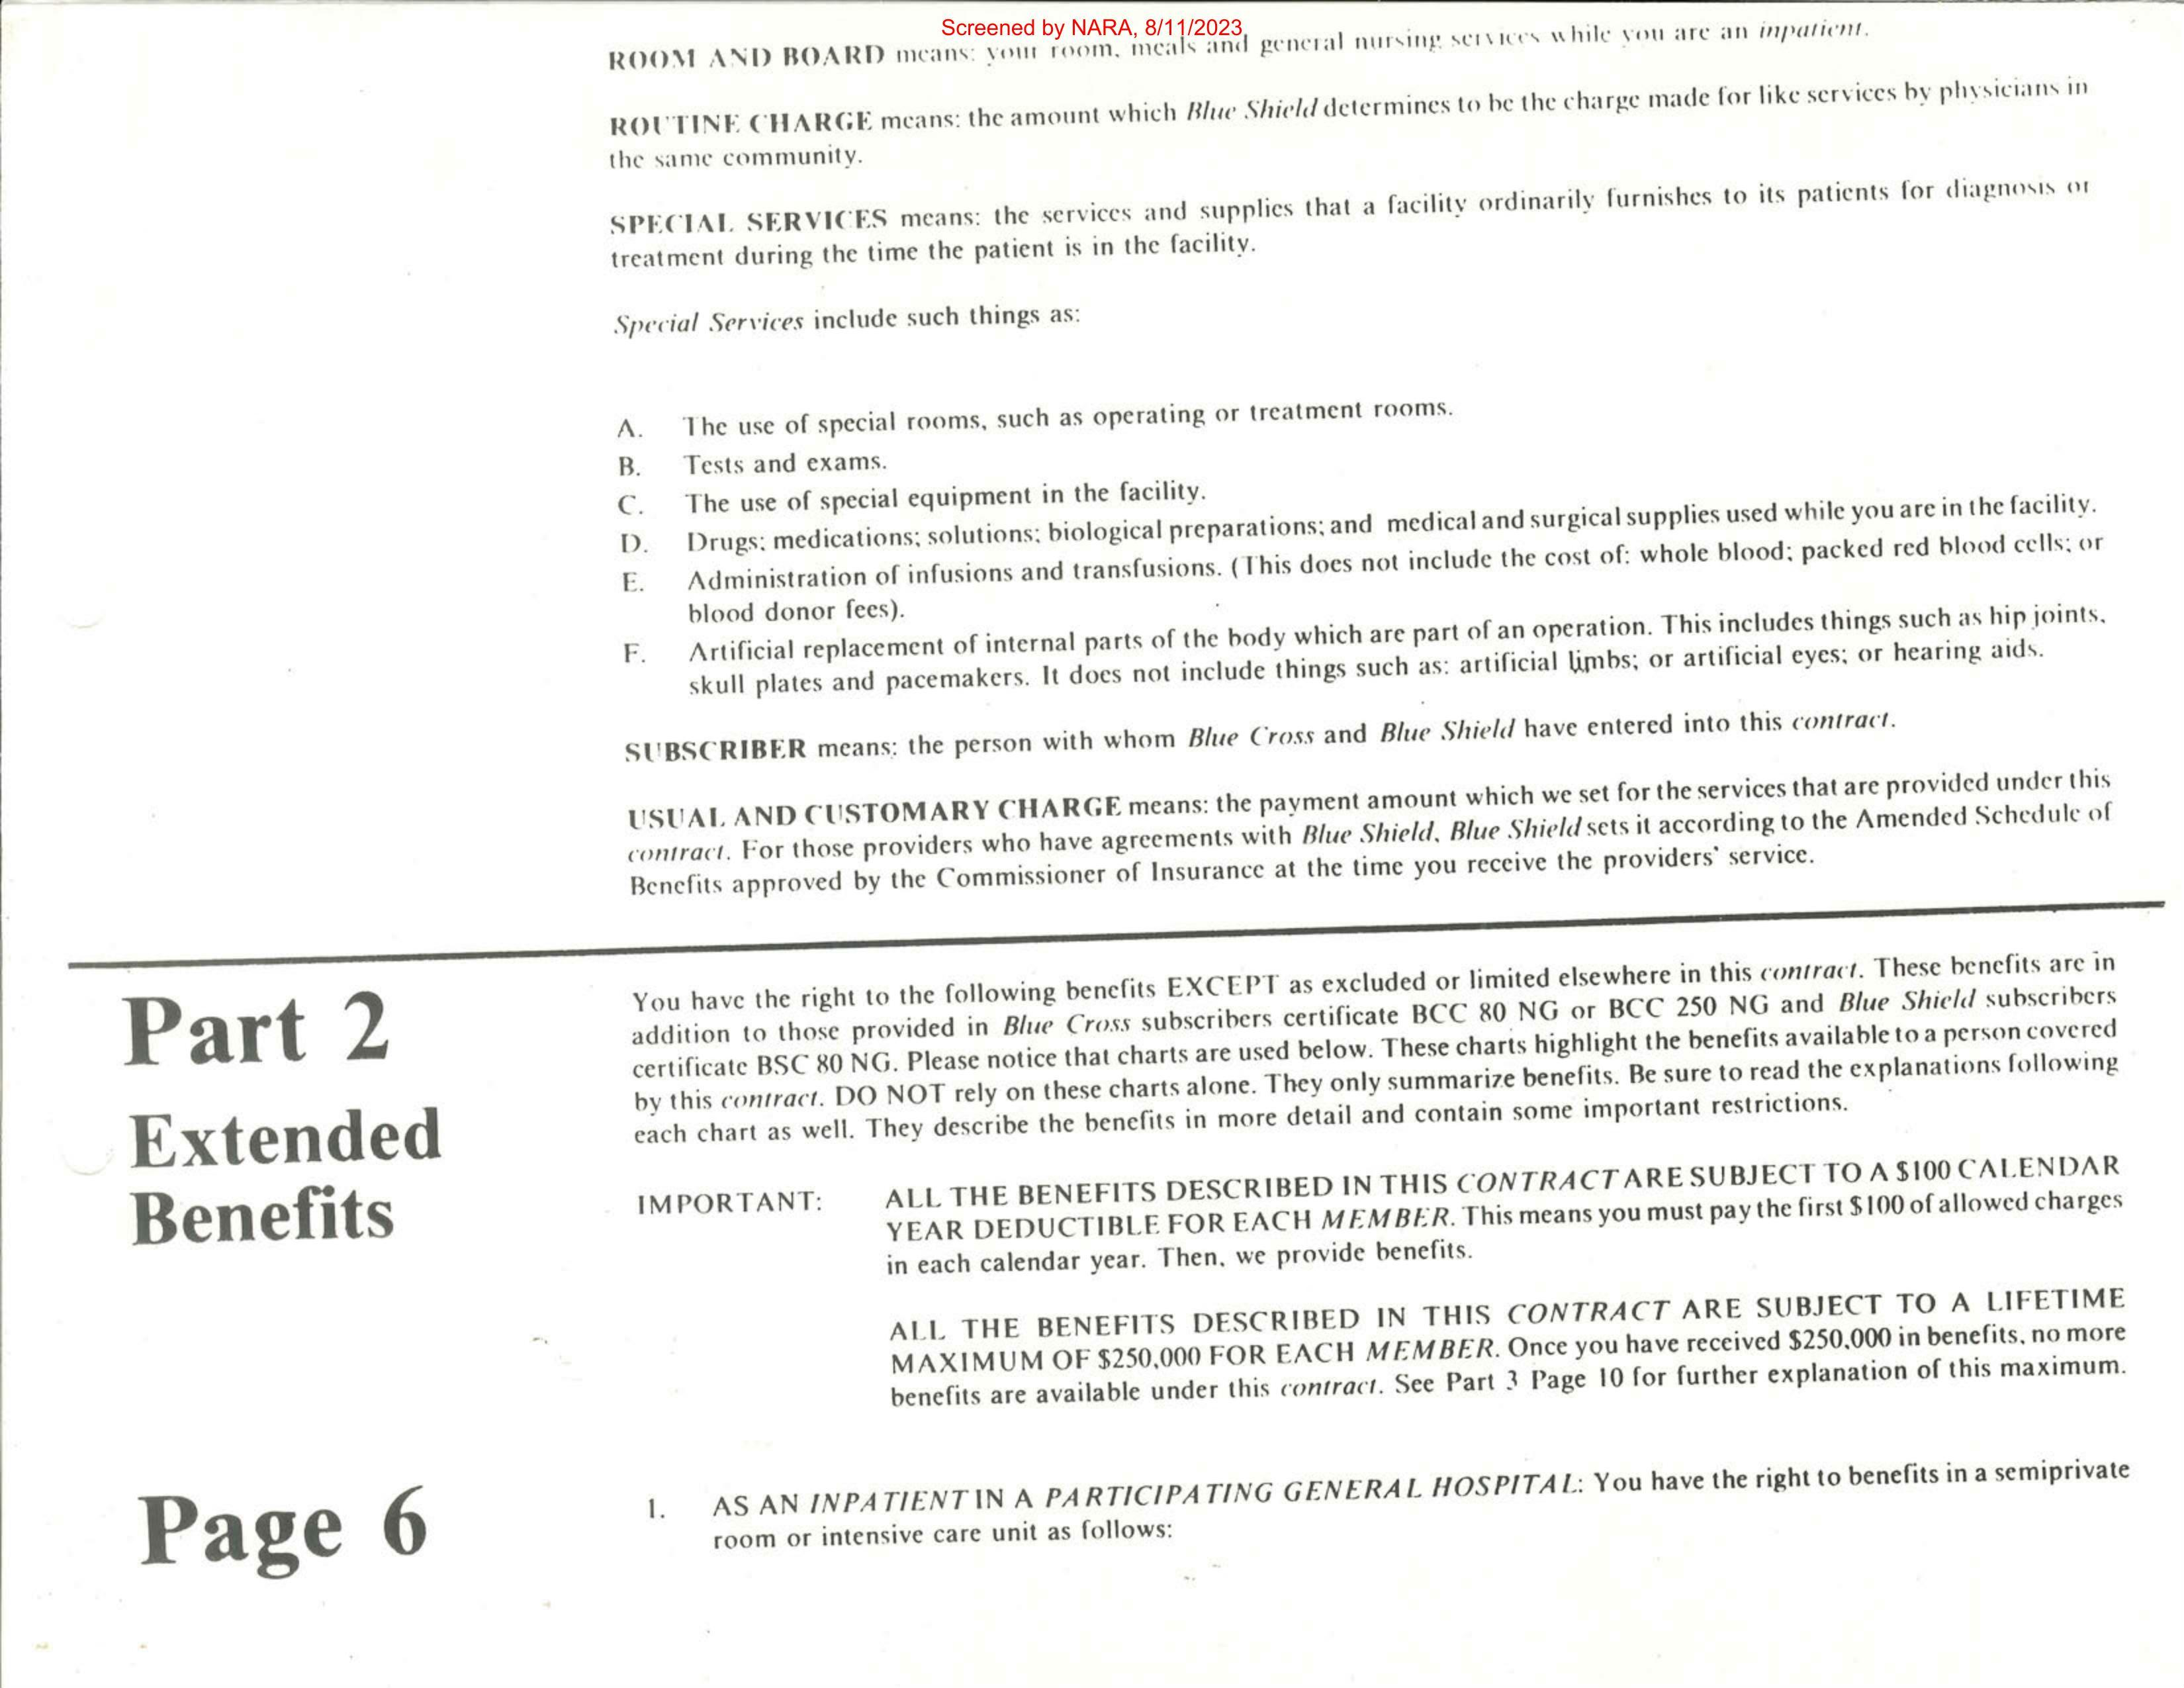 Screened by NARA, 8/11/2023
ROOM AND BOARD means: your room, meals and general nursing services while you are an inpatient.
ROUTINE CHARGE means: the amount which Blue Shield determines to be the charge made for like services by physicians in
the same community.
SPECIAL SERVICES means: the services and supplies that a facility ordinarily furnishes to its patients for diagnosis or
treatment during the time the patient is in the facility.
Special Services include such things as:
A. The use of special rooms, such as operating or treatment rooms.
B. Tests and exams.
C. The use of special equipment in the facility.
D. Drugs; medications; solutions; biological preparations; and medical and surgical supplies used while you are in the facility.
E. Administration of infusions and transfusions. (This does not include the cost of: whole blood; packed red blood cells; or
blood donor fees).
F. Artificial replacement of internal parts of the body which are part of an operation. This includes things such as hip joints,
skull plates and pacemakers. It does not include things such as: artificial limbs; or artificial eyes; or hearing aids.
SUBSCRIBER means: the person with whom Blue Cross and Blue Shield have entered into this contract.
USUAL AND CUSTOMARY CHARGE means: the payment amount which we set for the services that are provided under this
contract. For those providers who have agreements with Blue Shield, Blue Shield sets it according to the Amended Schedule of
Benefits approved by the Commissioner of Insurance at the time you receive the providers' service.
Part 2
Extended
Benefits
You have the right to the following benefits EXCEPT as excluded or limited elsewhere in this contract. These benefits are in
addition to those provided in Blue Cross subscribers certificate BCC 80 NG or BCC 250 NG and Blue Shield subscribers
certificate BSC 80 NG. Please notice that charts are used below. These charts highlight the benefits available to a person covered
by this contract. DO NOT rely on these charts alone. They only summarize benefits. Be sure to read the explanations following
each chart as well. They describe the benefits in more detail and contain some important restrictions.
IMPORTANT: ALL THE BENEFITS DESCRIBED IN THIS CONTRACT ARE SUBJECT TO A $100 CALENDAR
YEAR DEDUCTIBLE FOR EACH MEMBER. This means you must pay the first $100 of allowed charges
in each calendar year. Then, we provide benefits.
ALL THE BENEFITS DESCRIBED IN THIS CONTRACT ARE SUBJECT TO A LIFETIME
MAXIMUM OF $250,000 FOR EACH MEMBER. Once you have received $250,000 in benefits, no more
benefits are available under this contract. See Part 3 Page 10 for further explanation of this maximum.
Page 6
1. AS AN INPATIENT IN A PARTICIPATING GENERAL HOSPITAL: You have the right to benefits in a semiprivate
room or intensive care unit as follows: